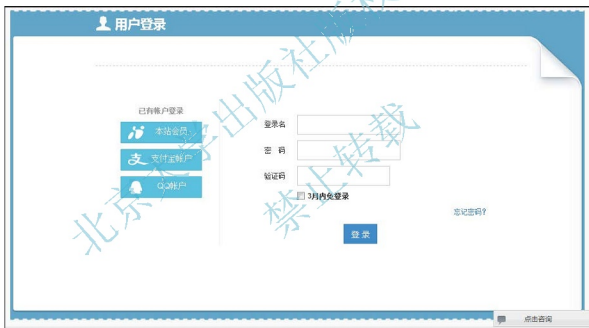 用户登录
已有帐户登录
本站会员
支付宝帐户
QQ帐户
登录名
密 码
验证码
3月内免登录
忘记密码?
登 录
点击咨询
北京大学出版社版权
禁止转载